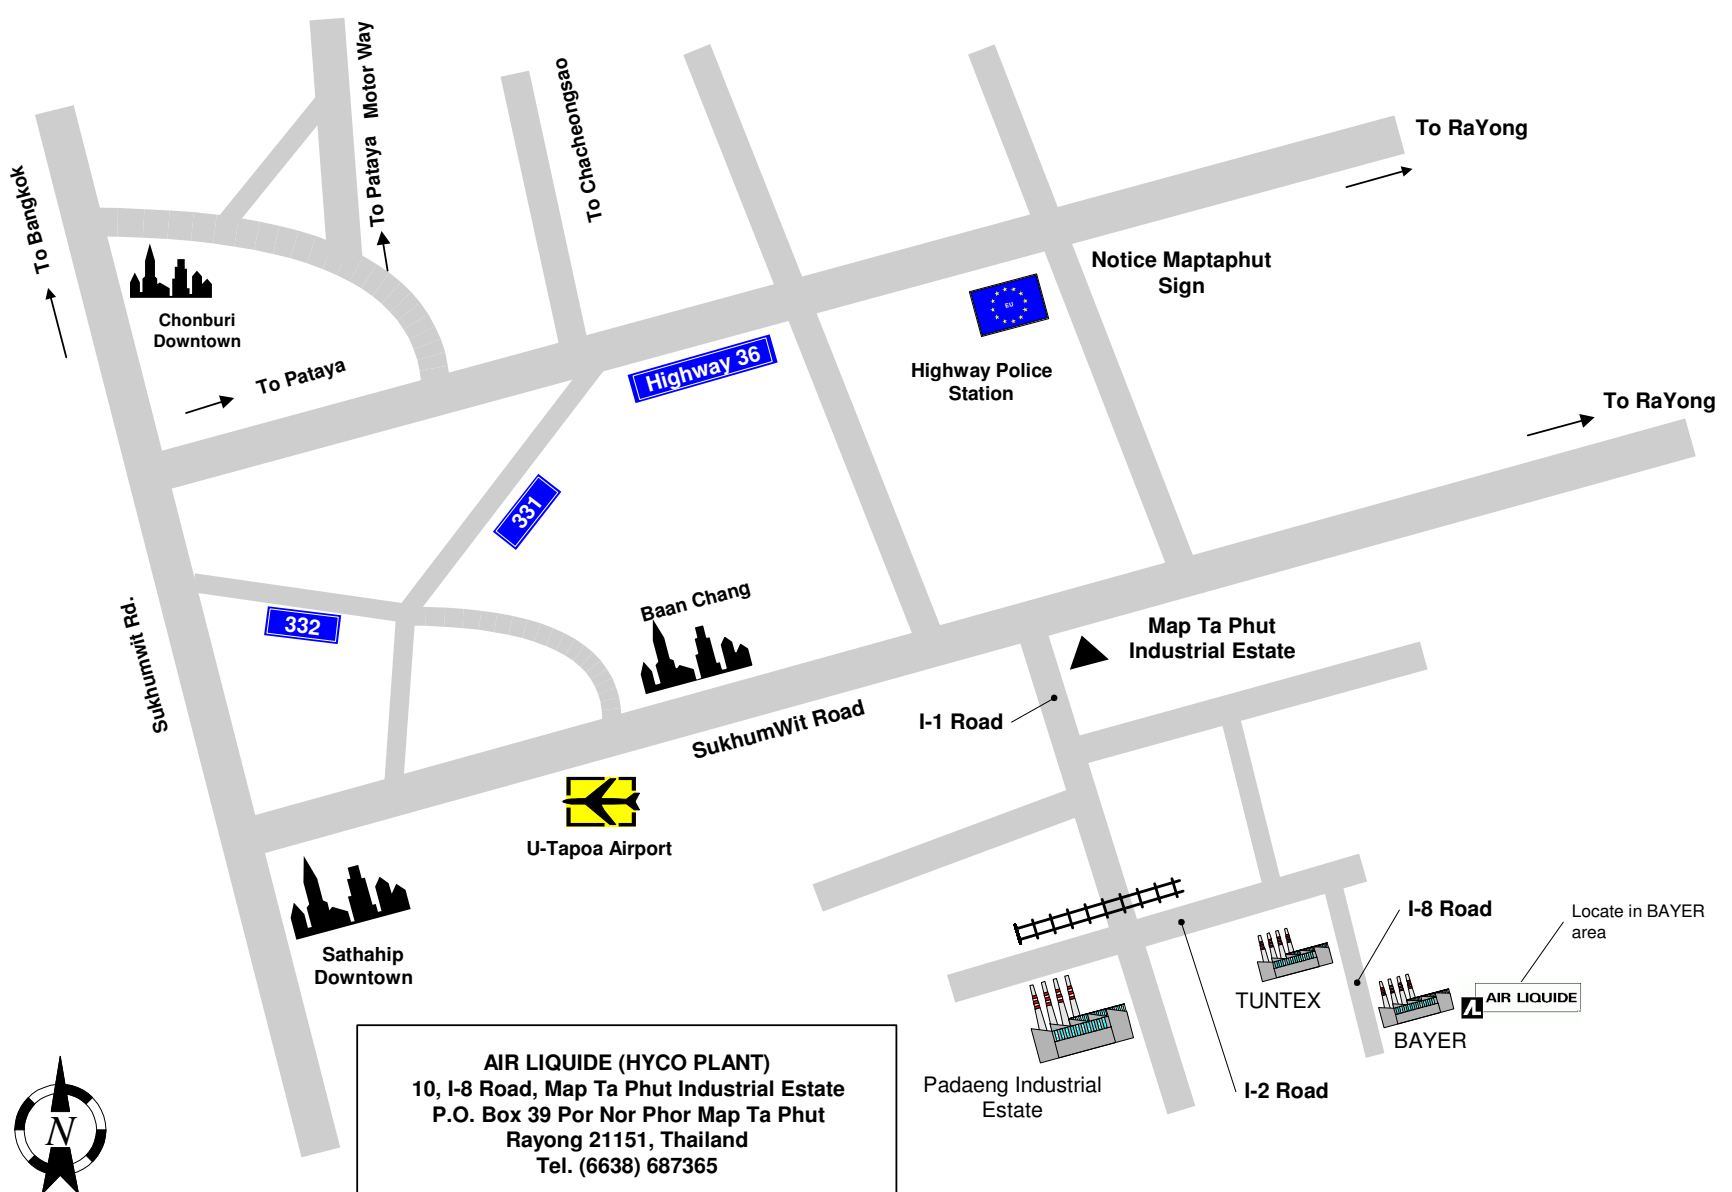 To Bangkok
To Pataya   Motor Way
To Chacheongsao
To RaYong
Notice Maptaphut
Sign
EU
Highway Police
Station
Chonburi
Downtown
To Pataya
Highway 36
To RaYong
331
332
Baan Chang
Sukhumwit Rd.
SukhumWit Road
Map Ta Phut
Industrial Estate
I-1 Road
U-Tapoa Airport
Sathahip
Downtown
I-8 Road
Locate in BAYER
area
TUNTEX
AIR LIQUIDE
BAYER
Padaeng Industrial
Estate
I-2 Road
AIR LIQUIDE (HYCO PLANT)
10, I-8 Road, Map Ta Phut Industrial Estate
P.O. Box 39 Por Nor Phor Map Ta Phut
Rayong 21151, Thailand
Tel. (6638) 687365
N